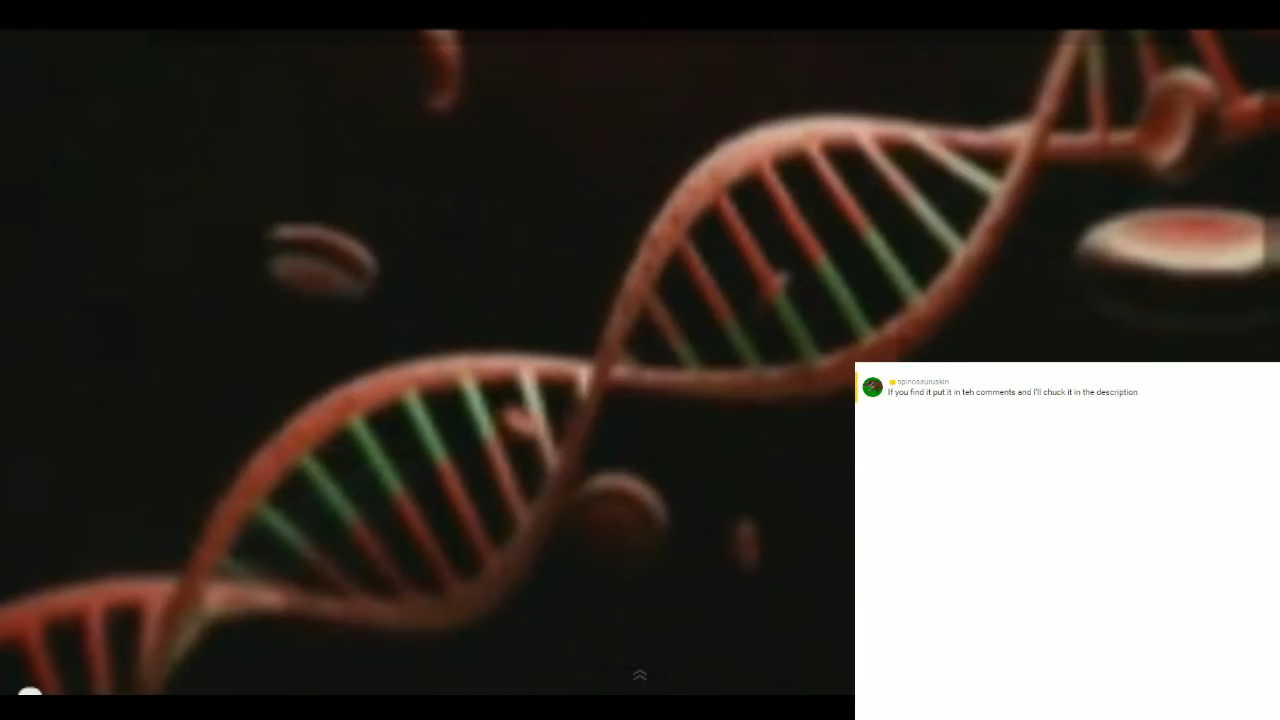 spinosauruskin
If you find it put it in teh comments and I'll chuck it in the description